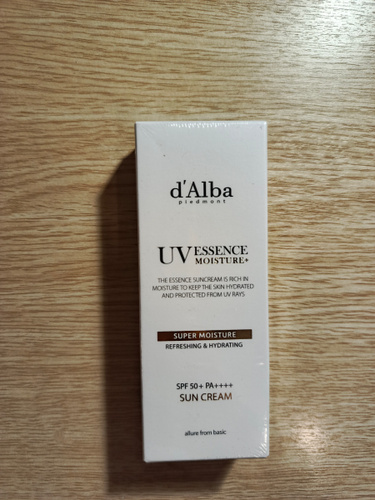 d'Alba
piedmont
UV ESSENCE
MOISTURE+
THE ESSENCE SUNCREAM IS RICH IN
MOISTURE TO KEEP THE SKIN HYDRATED
AND PROTECTED FROM UV RAYS
SUPER MOISTURE
REFRESHING & HYDRATING
SPF 50+ PA++++
SUN CREAM
allure from basic